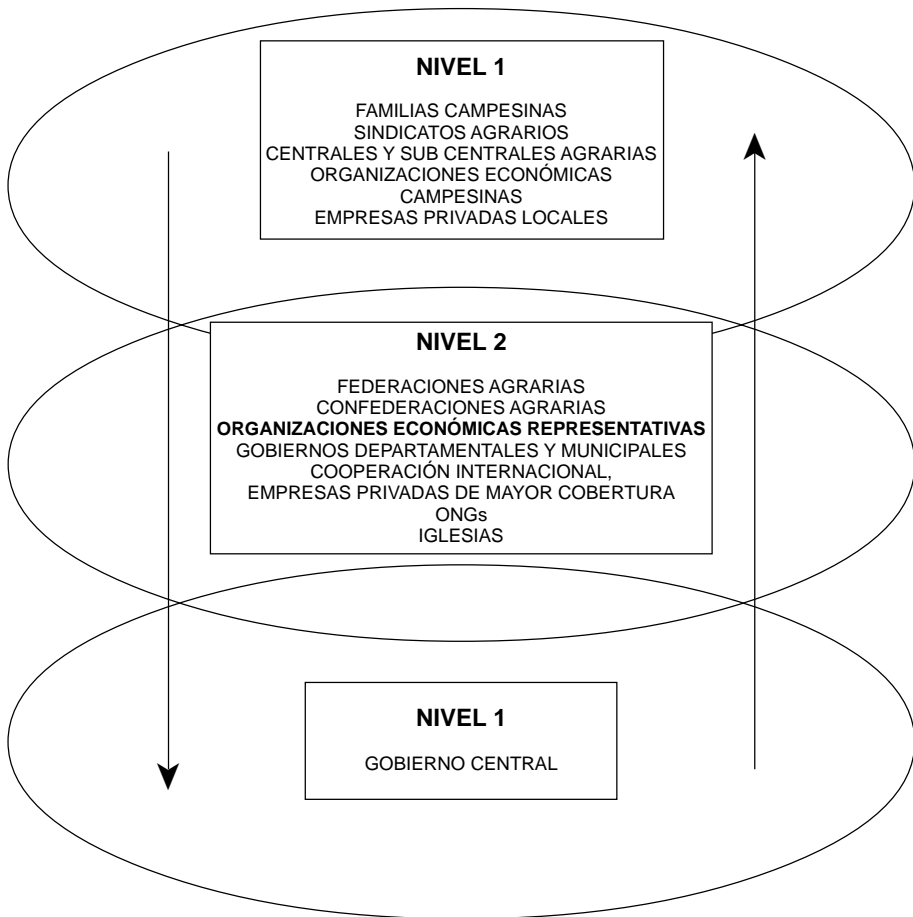 NIVEL 1
FAMILIAS CAMPESINAS
SINDICATOS AGRARIOS
CENTRALES Y SUB CENTRALES AGRARIAS
ORGANIZACIONES ECONÓMICAS
CAMPESINAS
EMPRESAS PRIVADAS LOCALES
NIVEL 2
FEDERACIONES AGRARIAS
CONFEDERACIONES AGRARIAS
ORGANIZACIONES ECONÓMICAS REPRESENTATIVAS
GOBIERNOS DEPARTAMENTALES Y MUNICIPALES
COOPERACIÓN INTERNACIONAL,
EMPRESAS PRIVADAS DE MAYOR COBERTURA
ONGs
IGLESIAS
NIVEL 1
GOBIERNO CENTRAL